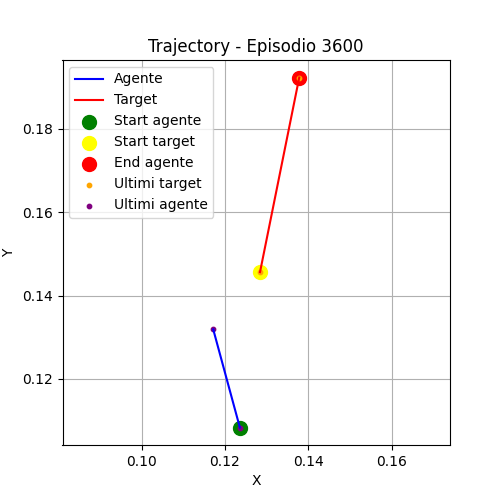 Trajectory - Episodio 3600
Agente
Target
Start agente
Start target
End agente
Ultimi target
Ultimi agente
0.18
0.16
0.14
0.12
Y
0.10
0.12
0.14
0.16
X